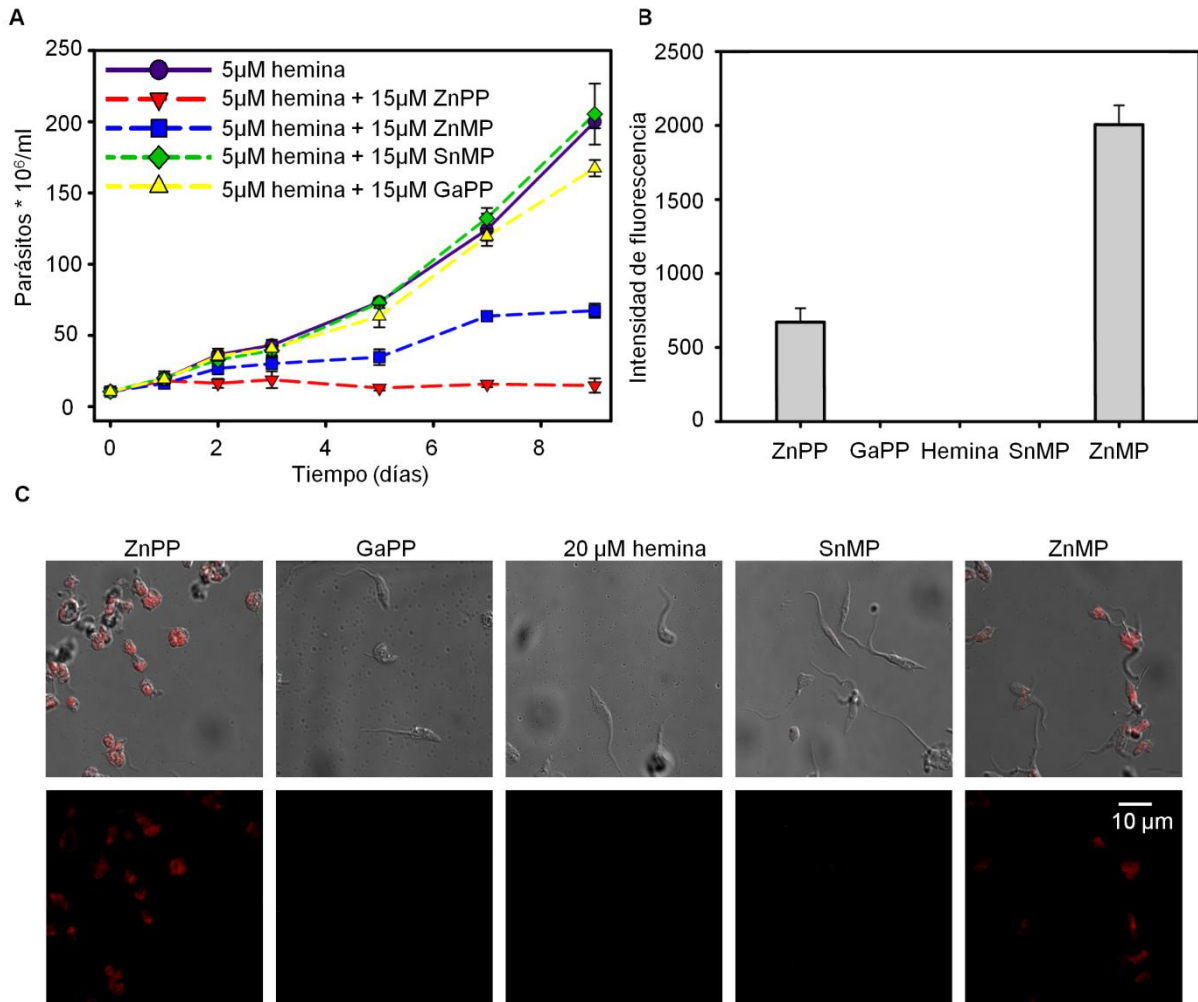 A
Parásitos * 10⁶/ml
250
200
150
100
50
0
5µM hemina
5µM hemina + 15µM ZnPP
5µM hemina + 15µM ZnMP
5µM hemina + 15µM SnMP
5µM hemina + 15µM GaPP
0 2 4 6 8
Tiempo (días)
B
Intensidad de fluorescencia
2500
2000
1500
1000
500
0
ZnPP GaPP Hemina SnMP ZnMP
C
ZnPP GaPP 20 µM hemina SnMP ZnMP
10 µm